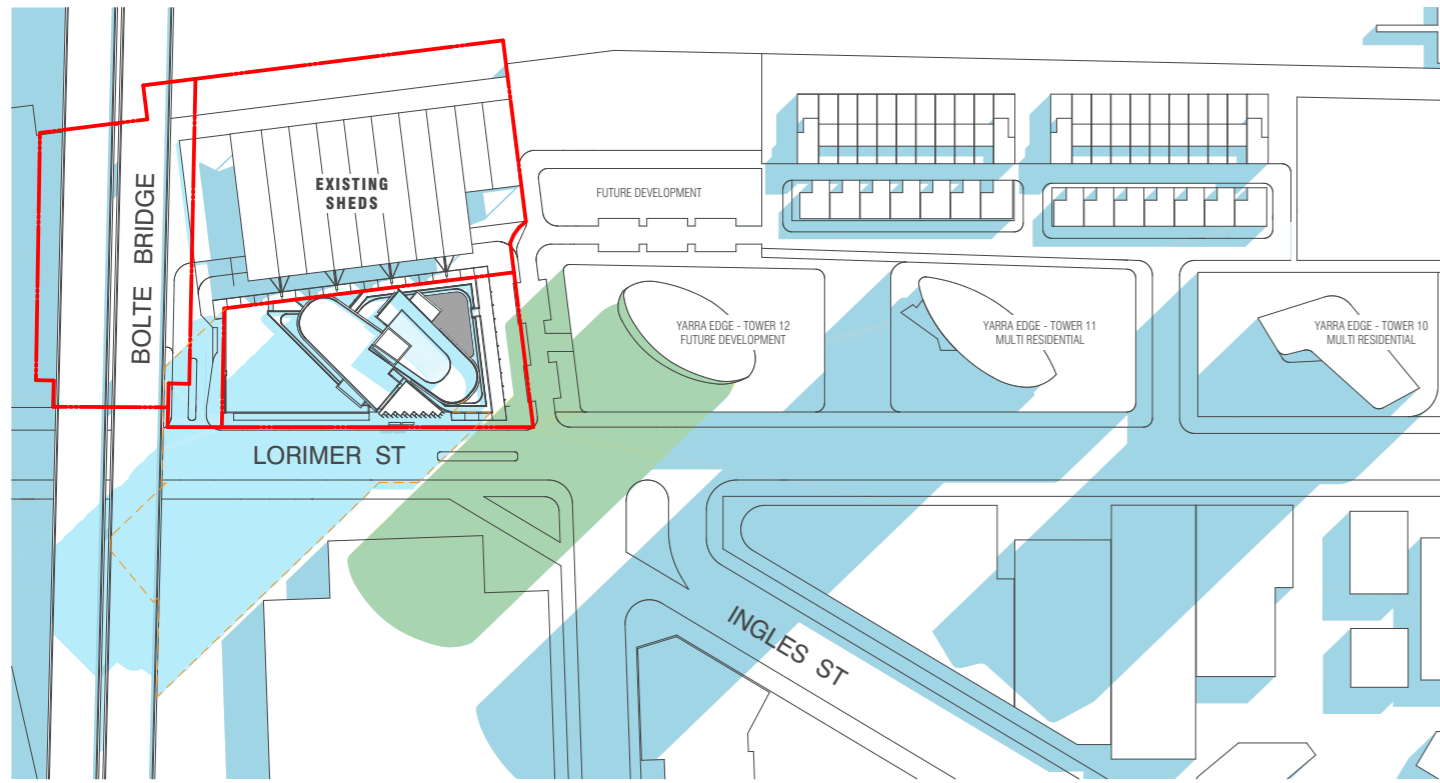 EXISTING
SHEDS
BOLTE BRIDGE
FUTURE DEVELOPMENT
YARRA EDGE - TOWER 12
FUTURE DEVELOPMENT
YARRA EDGE - TOWER 11
MULTI RESIDENTIAL
YARRA EDGE - TOWER 10
MULTI RESIDENTIAL
LORIMER ST
INGLES ST